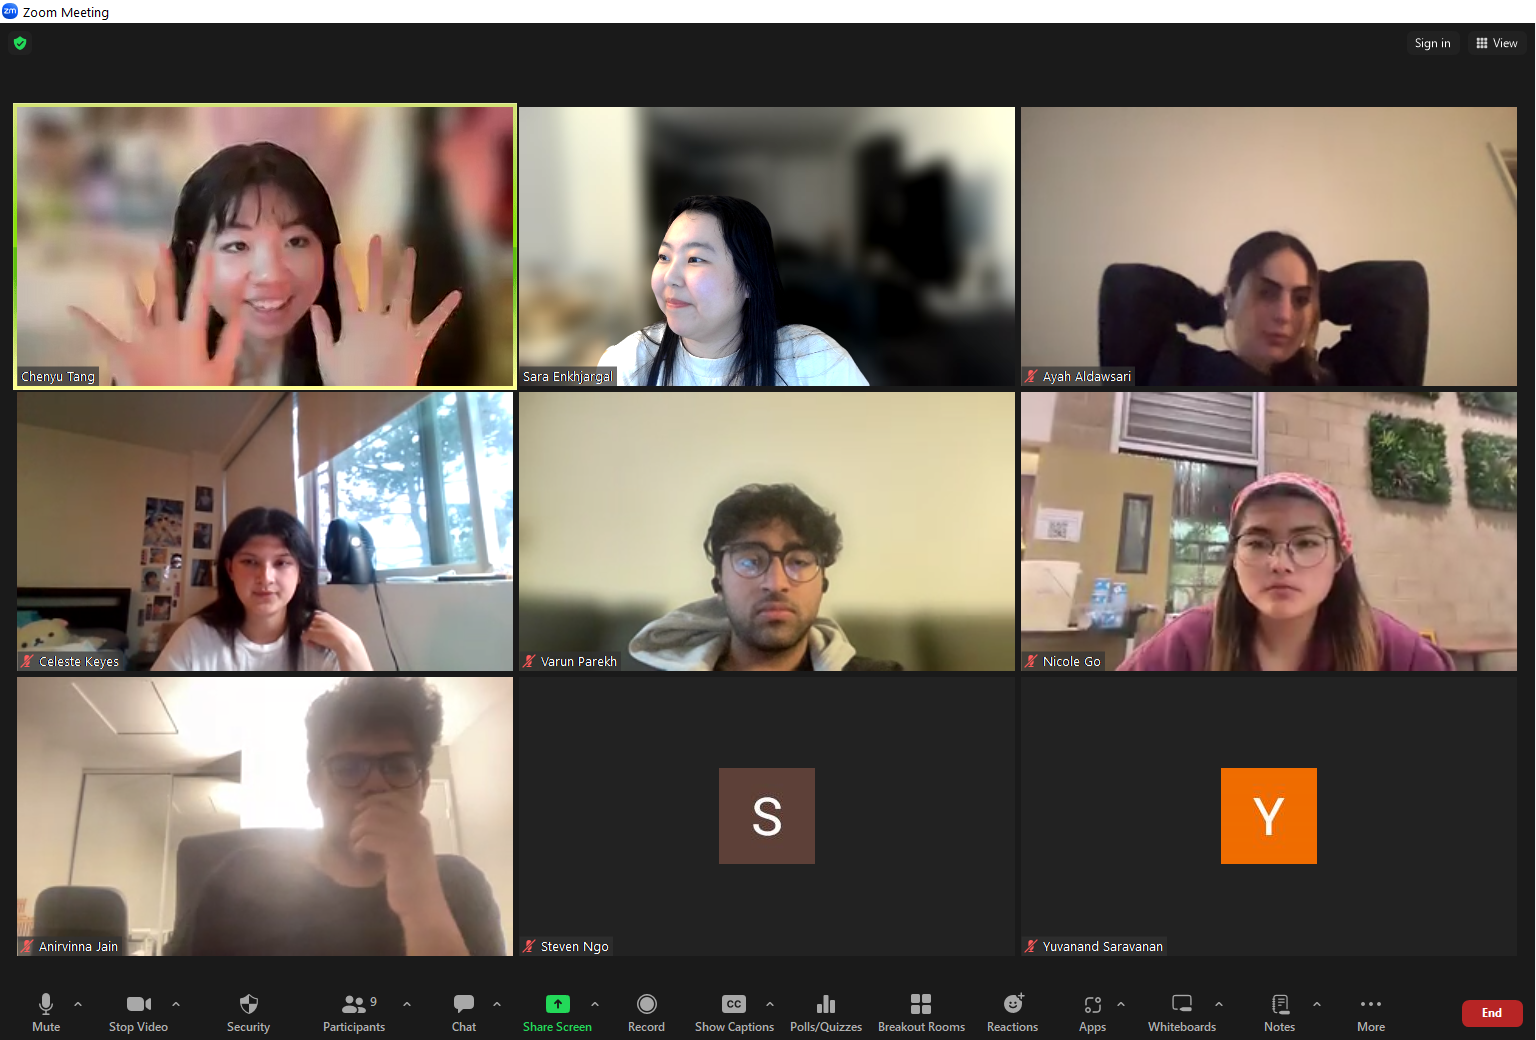 zm Zoom Meeting
Sign in
View
Chenyu Tang
Sara Enkhjargal
Ayah Aldawsari
Celeste Keyes
Varun Parekh
Nicole Go
S
Y
Anirvinna Jain
Steven Ngo
Yuvanand Saravanan
9
CC
Mute
Stop Video
Security
Participants
Chat
Share Screen
Record
Show Captions
Polls/Quizzes
Breakout Rooms
Reactions
Apps
Whiteboards
Notes
More
End